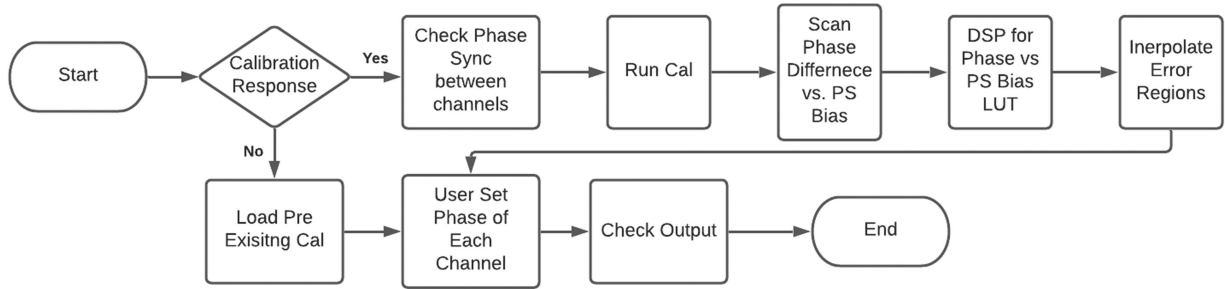 Start
Calibration
Response
Yes
Check Phase
Sync
between
channels
Run Cal
Scan
Phase
Differnece
vs. PS
Bias
DSP for
Phase vs
PS Bias
LUT
Inerpolate
Error
Regions
No
Load Pre
Exisitng Cal
User Set
Phase of
Each
Channel
Check Output
End